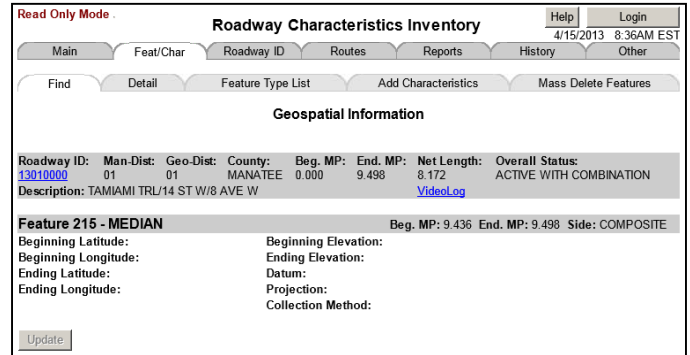 Read Only Mode .
Roadway Characteristics Inventory
Help Login
4/15/2013 8:36AM EST
Main Feat/Char Roadway ID Routes Reports History Other
Find Detail Feature Type List Add Characteristics Mass Delete Features
Geospatial Information
Roadway ID: Man-Dist: Geo-Dist: County: Beg. MP: End. MP: Net Length: Overall Status:
13010000 01 01 MANATEE 0.000 9.498 8.172 ACTIVE WITH COMBINATION
Description: TAMIAMI TRL/14 ST W/8 AVE W VideoLog
Feature 215 - MEDIAN Beg. MP: 9.436 End. MP: 9.498 Side: COMPOSITE
Beginning Latitude: Beginning Elevation:
Beginning Longitude: Ending Elevation:
Ending Latitude: Datum:
Ending Longitude: Projection:
Collection Method:
Update